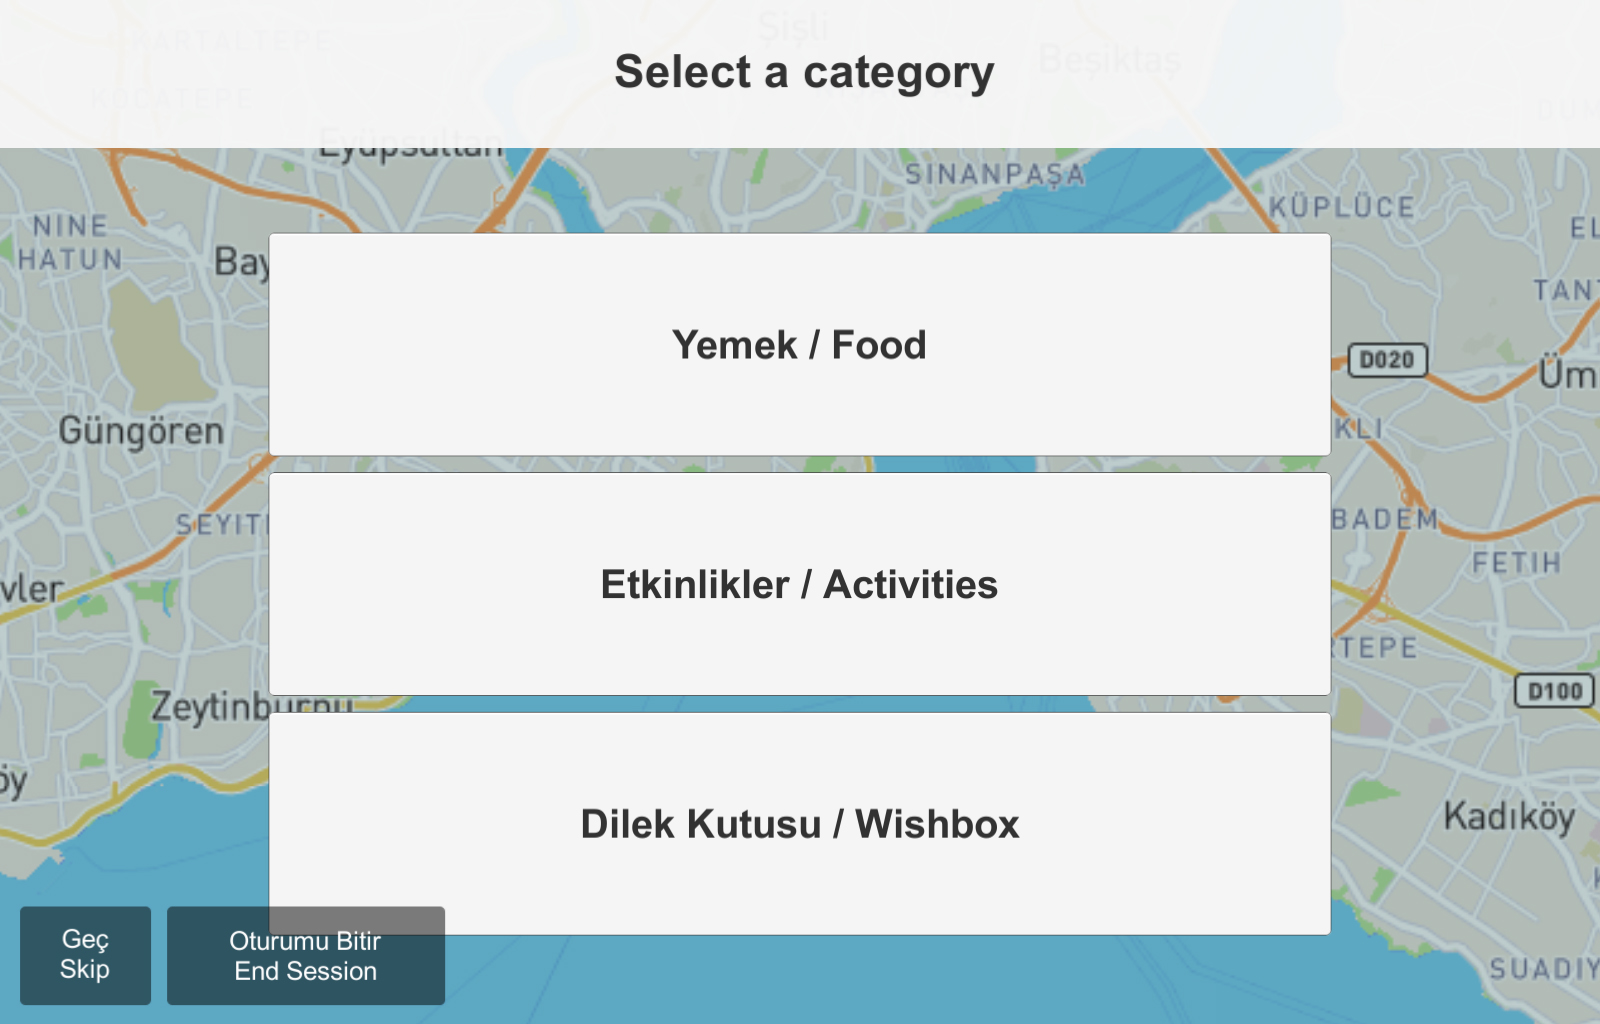 Şişli
KARTALTEPE
Beşiktaş
Select a category
KOCATEPE
Eyüpsultan
SINANPAŞA
KÜPLÜCE
NINE
HATUN
Bay
EL
TAN
Yemek / Food
D020
Üm
Güngören
KLI
SEYIT
BADEM
FETIH
Etkinlikler / Activities
vler
RTEPE
D100
Zeytinburnu
öy
Dilek Kutusu / Wishbox
Kadıköy
Geç
Skip
Oturumu Bitir
End Session
SUADIY